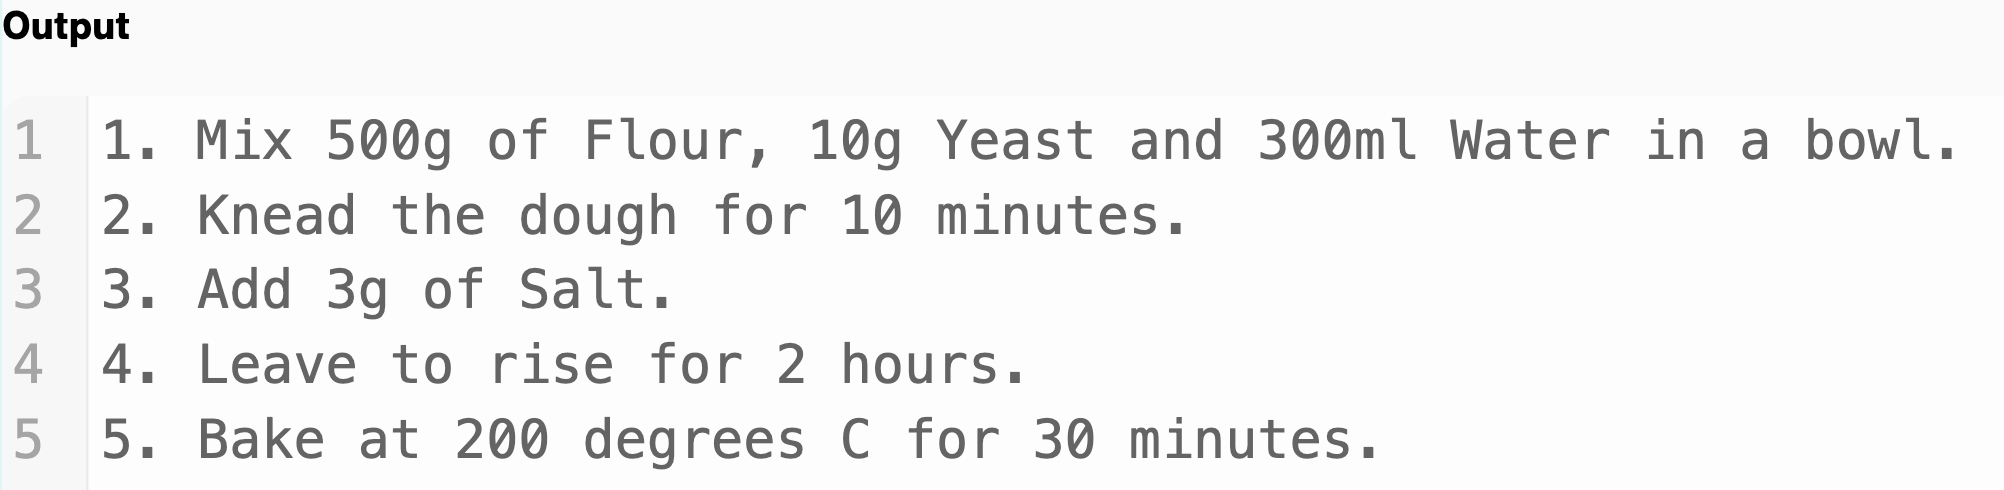 Output
1 1. Mix 500g of Flour, 10g Yeast and 300ml Water in a bowl.
2 2. Knead the dough for 10 minutes.
3 3. Add 3g of Salt.
4 4. Leave to rise for 2 hours.
5 5. Bake at 200 degrees C for 30 minutes.